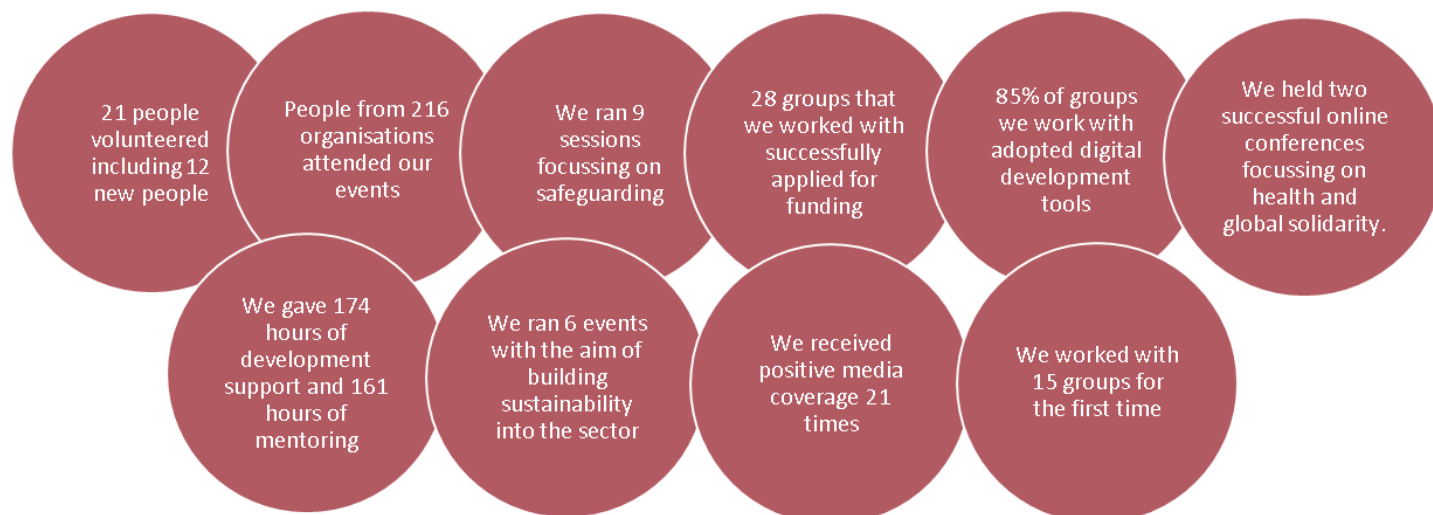 21 people
volunteered
including 12
new people
People from 216
organisations
attended our
events
We ran 9
sessions
focussing on
safeguarding
28 groups that
we worked with
successfully
applied for
funding
85% of groups
we work with
adopted digital
development
tools
We held two
successful online
conferences
focussing on
health and
global solidarity.
We gave 174
hours of
development
support and 161
hours of
mentoring
We ran 6 events
with the aim of
building
sustainability
into the sector
We received
positive media
coverage 21
times
We worked with
15 groups for
the first time